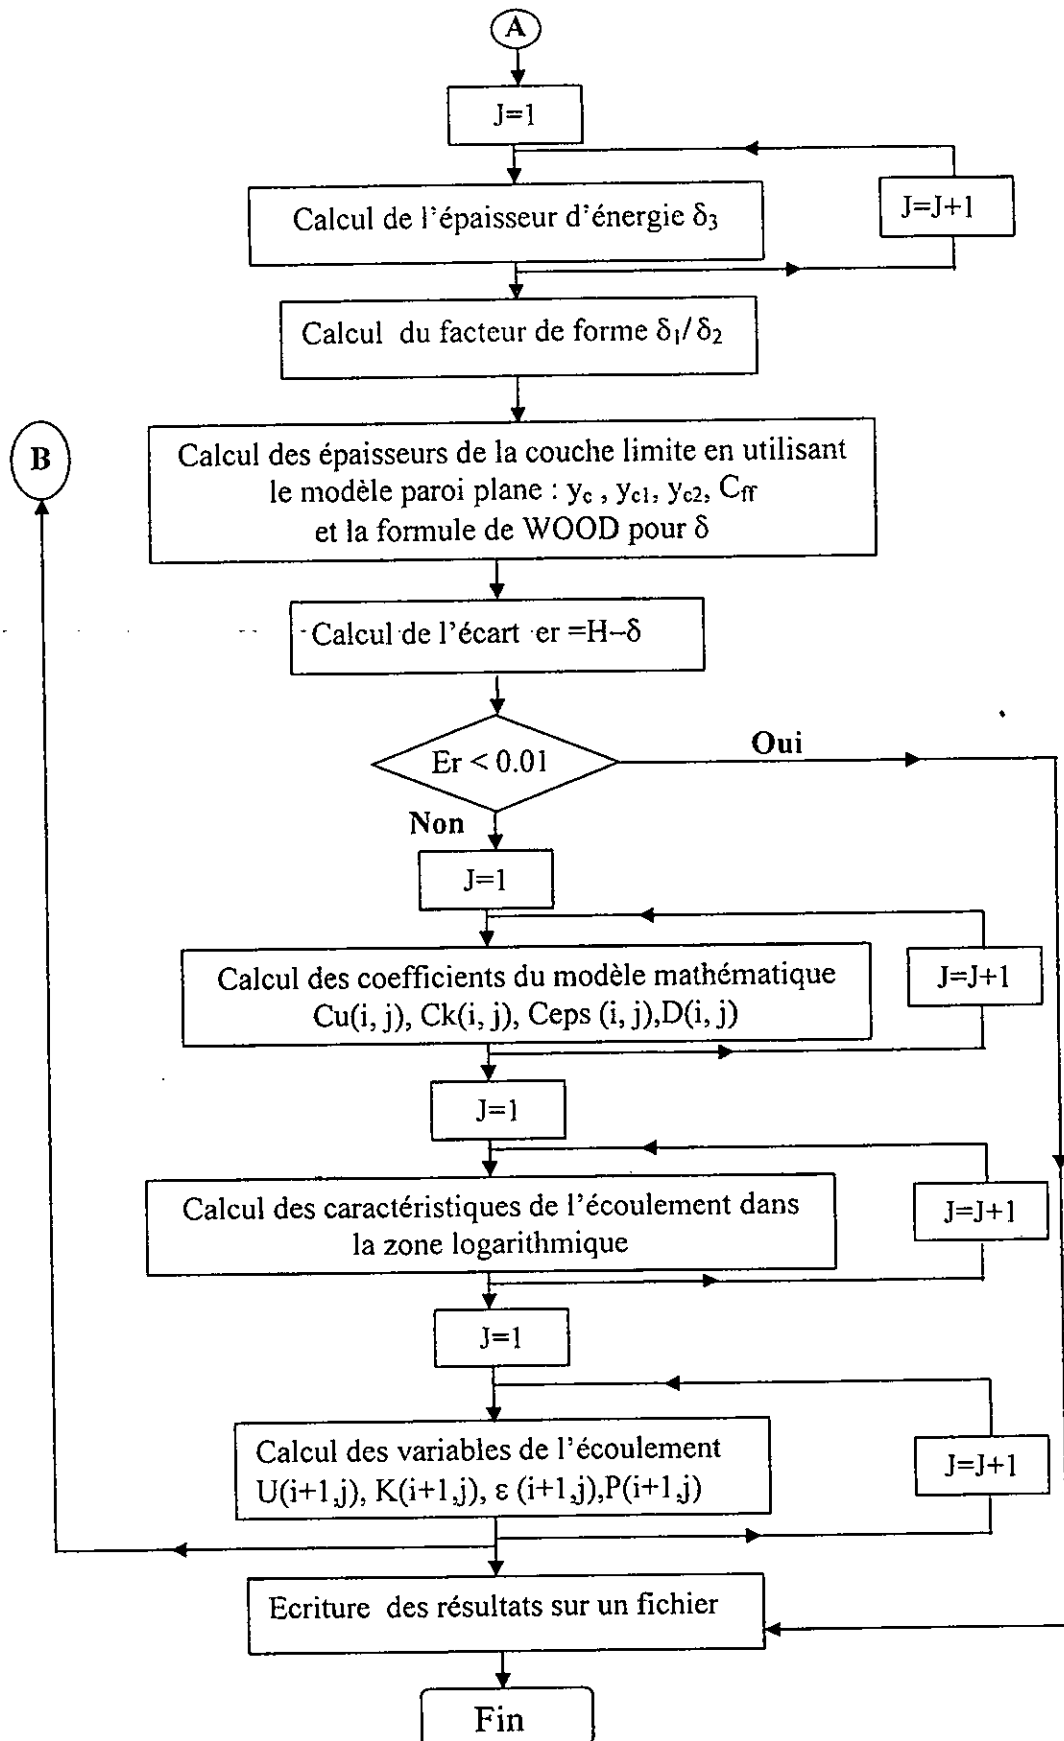 A
J=1
J=J+1
Calcul de l'épaisseur d'énergie δ₃
Calcul du facteur de forme δ₁/ δ₂
B
Calcul des épaisseurs de la couche limite en utilisant
le modèle paroi plane : y_c , y_c1, y_c2, C_ff
et la formule de WOOD pour δ
Calcul de l'écart er =H–δ
Er < 0.01
Oui
Non
J=1
J=J+1
Calcul des coefficients du modèle mathématique
Cu(i, j), Ck(i, j), Ceps (i, j),D(i, j)
J=1
J=J+1
Calcul des caractéristiques de l'écoulement dans
la zone logarithmique
J=1
J=J+1
Calcul des variables de l'écoulement
U(i+1,j), K(i+1,j), ε (i+1,j),P(i+1,j)
Ecriture des résultats sur un fichier
Fin